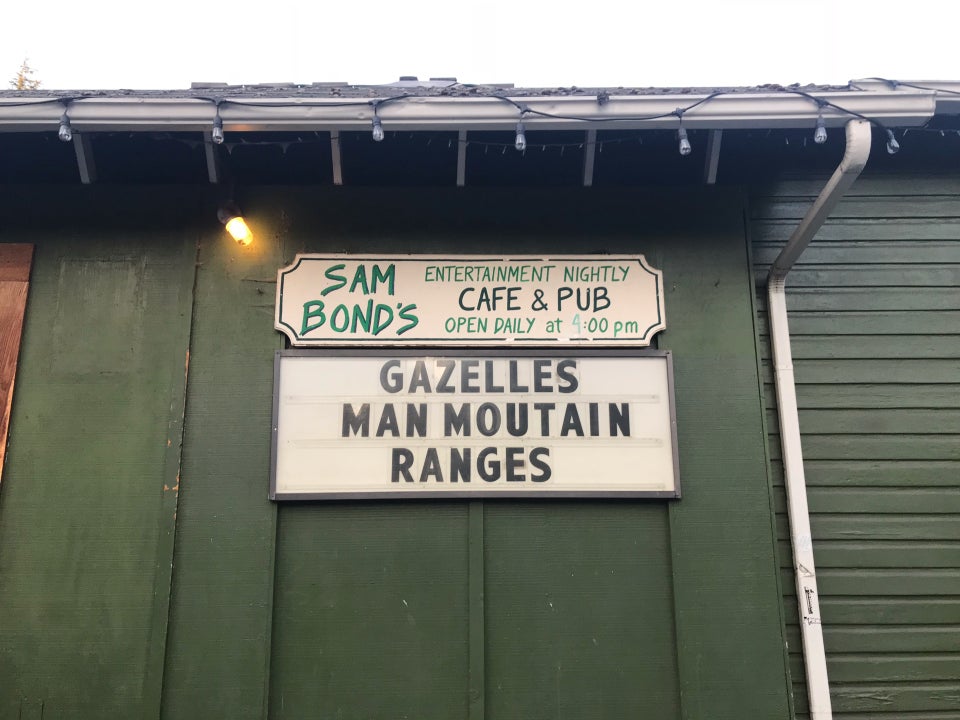 SAM BOND'S
ENTERTAINMENT NIGHTLY
CAFE & PUB
OPEN DAILY at 4:00 pm
GAZELLES
MAN MOUTAIN
RANGES